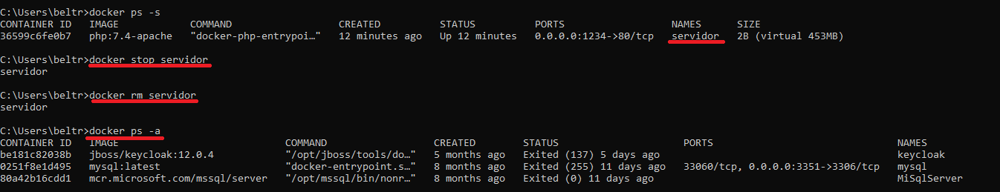 C:\Users\beltr>docker ps -s
CONTAINER ID   IMAGE            COMMAND                  CREATED          STATUS          PORTS                  NAMES      SIZE
36599c6fe0b7   php:7.4-apache   "docker-php-entrypoi…"   12 minutes ago   Up 12 minutes   0.0.0.0:1234->80/tcp   servidor   2B (virtual 453MB)
C:\Users\beltr>docker stop servidor
servidor
C:\Users\beltr>docker rm servidor
servidor
C:\Users\beltr>docker ps -a
CONTAINER ID   IMAGE                            COMMAND                  CREATED        STATUS                     PORTS                               NAMES
be181c82038b   jboss/keycloak:12.0.4            "/opt/jboss/tools/do…"   5 months ago   Exited (137) 5 days ago                                        keycloak
0251f8e1d495   mysql:latest                     "docker-entrypoint.s…"   8 months ago   Exited (255) 11 days ago   33060/tcp, 0.0.0.0:3351->3306/tcp   mysql
80a42b16cdd1   mcr.microsoft.com/mssql/server   "/opt/mssql/bin/nonr…"   8 months ago   Exited (0) 11 days ago                                         MiSqlServer